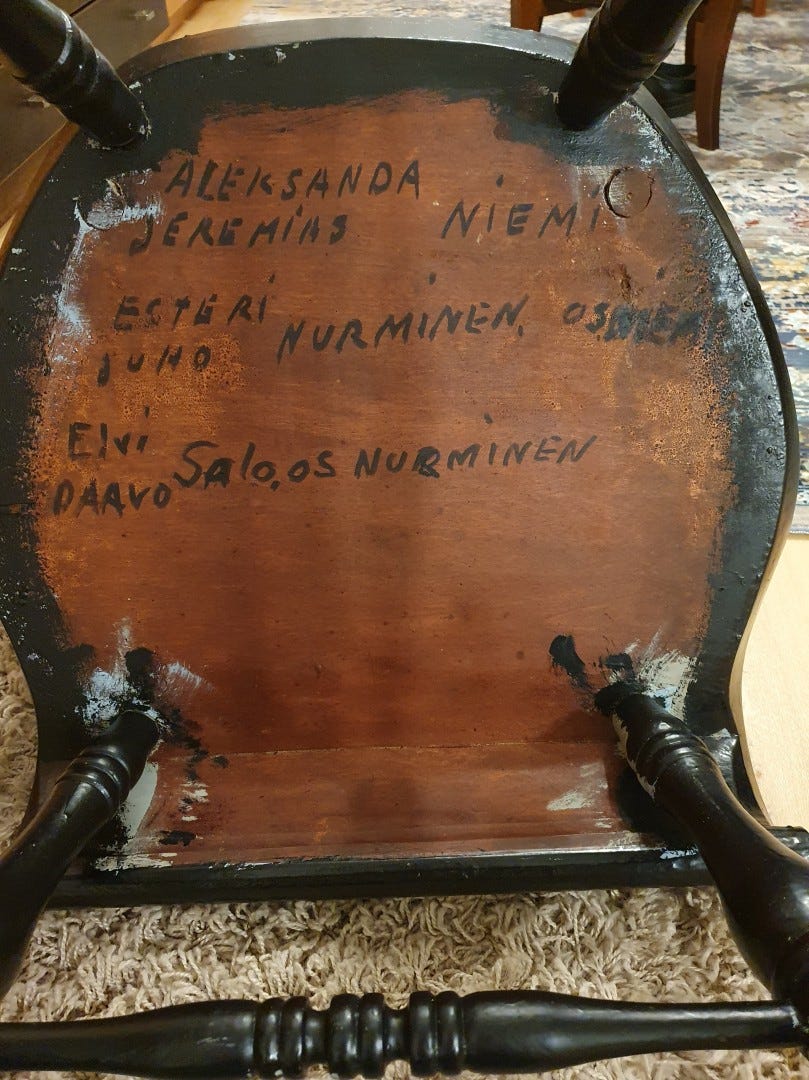 ALEKSANDA
JEREMIAS NIEMI
ESTERI
JUHO NURMINEN, OS NIEMI
Elvi
PAAVO Salo, OS NURMINEN